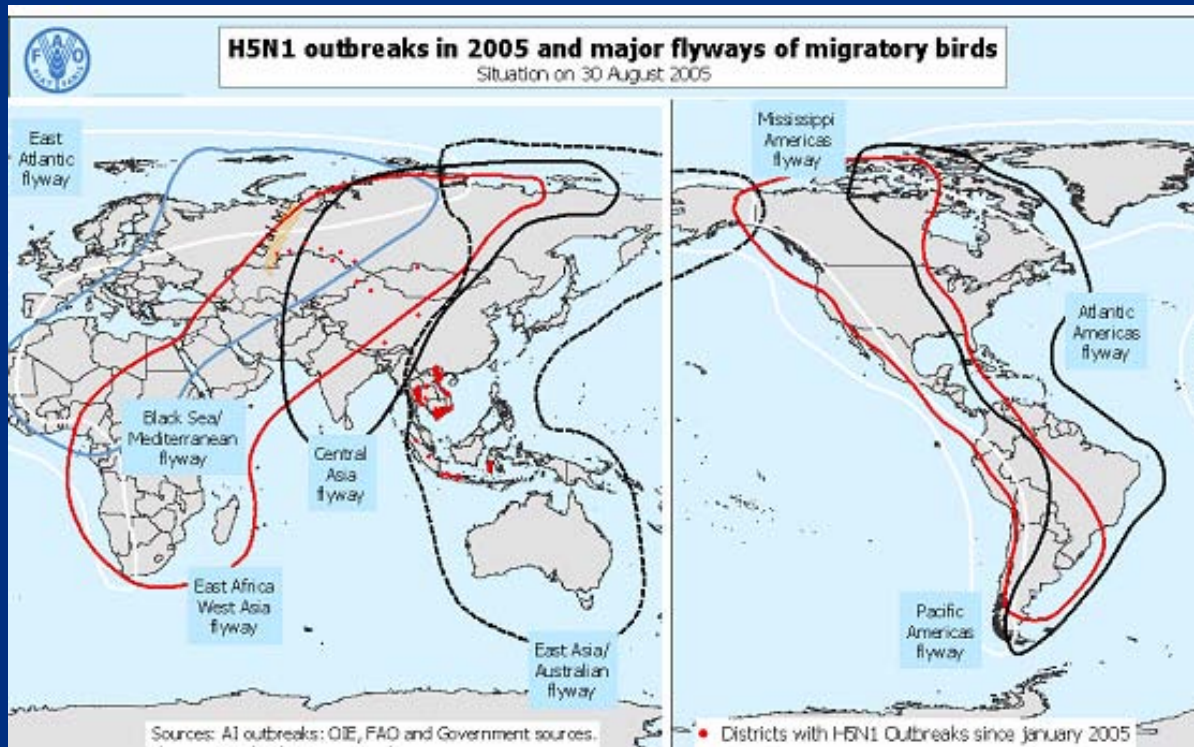 FAO
FIAT PANIS
H5N1 outbreaks in 2005 and major flyways of migratory birds
Situation on 30 August 2005
East
Atlantic
flyway
Black Sea/
Mediterranean
flyway
Central
Asia
flyway
East Africa
West Asia
flyway
East Asia/
Australian
flyway
Mississippi
Americas
flyway
Atlantic
Americas
flyway
Pacific
Americas
flyway
Sources: AI outbreaks: OIE, FAO and Government sources.
Districts with H5N1 Outbreaks since january 2005